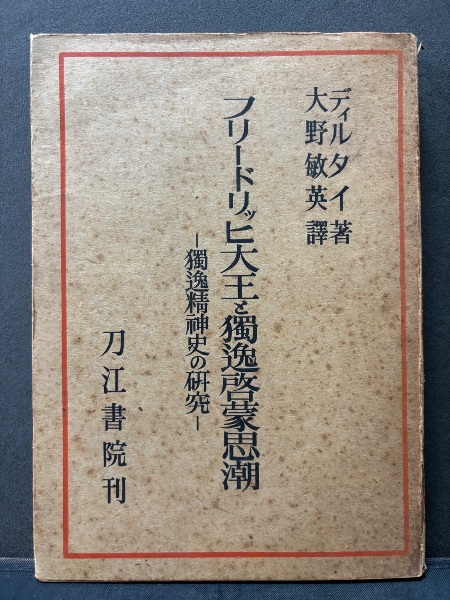 ディルタイ著
大野敏英譯
フリードリッヒ大王と獨逸啓蒙思潮
―獨逸精神史の研究―
刀江書院刊